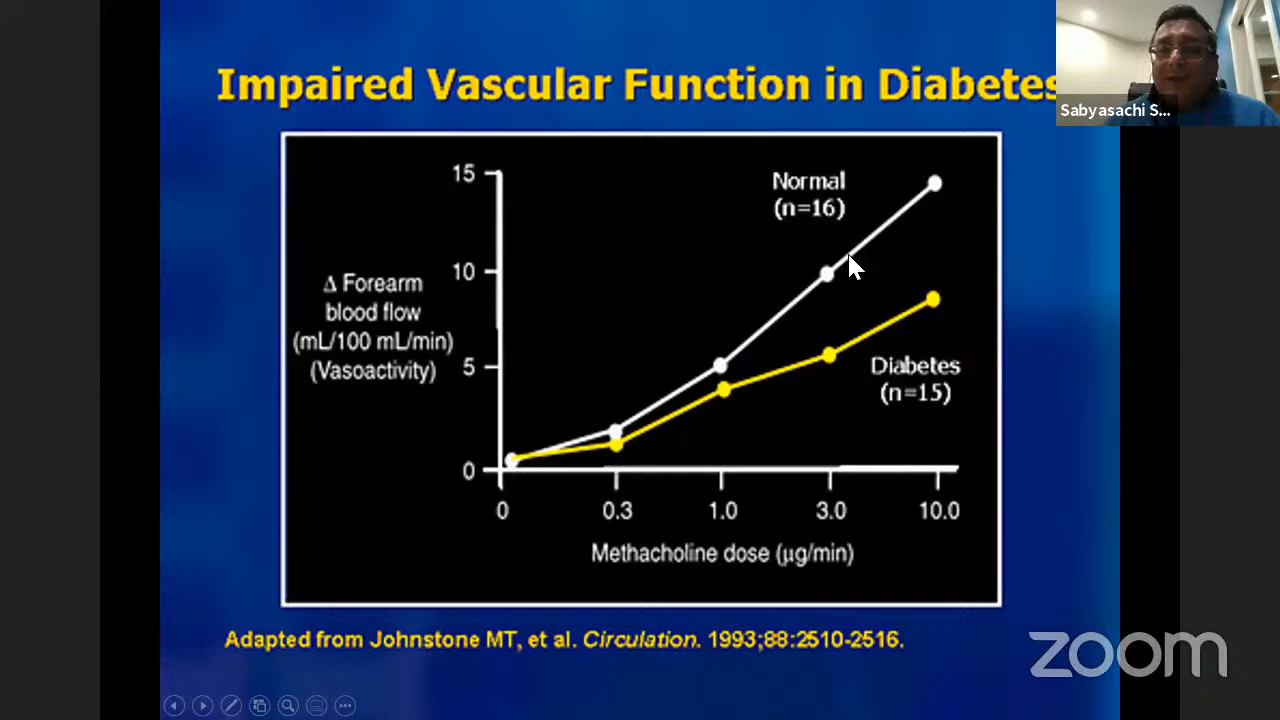 Impaired Vascular Function in Diabetes
Sabyasachi S...
15
10
5
0
Δ Forearm
blood flow
(mL/100 mL/min)
(Vasoactivity)
Normal
(n=16)
Diabetes
(n=15)
0 0.3 1.0 3.0 10.0
Methacholine dose (µg/min)
Adapted from Johnstone MT, et al. Circulation. 1993;88:2510-2516.
zoom